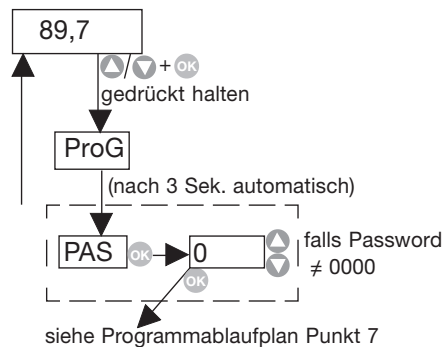 89,7
/ + OK
gedrückt halten
ProG
(nach 3 Sek. automatisch)
PAS OK 0 falls Password
≠ 0000
OK
siehe Programmablaufplan Punkt 7